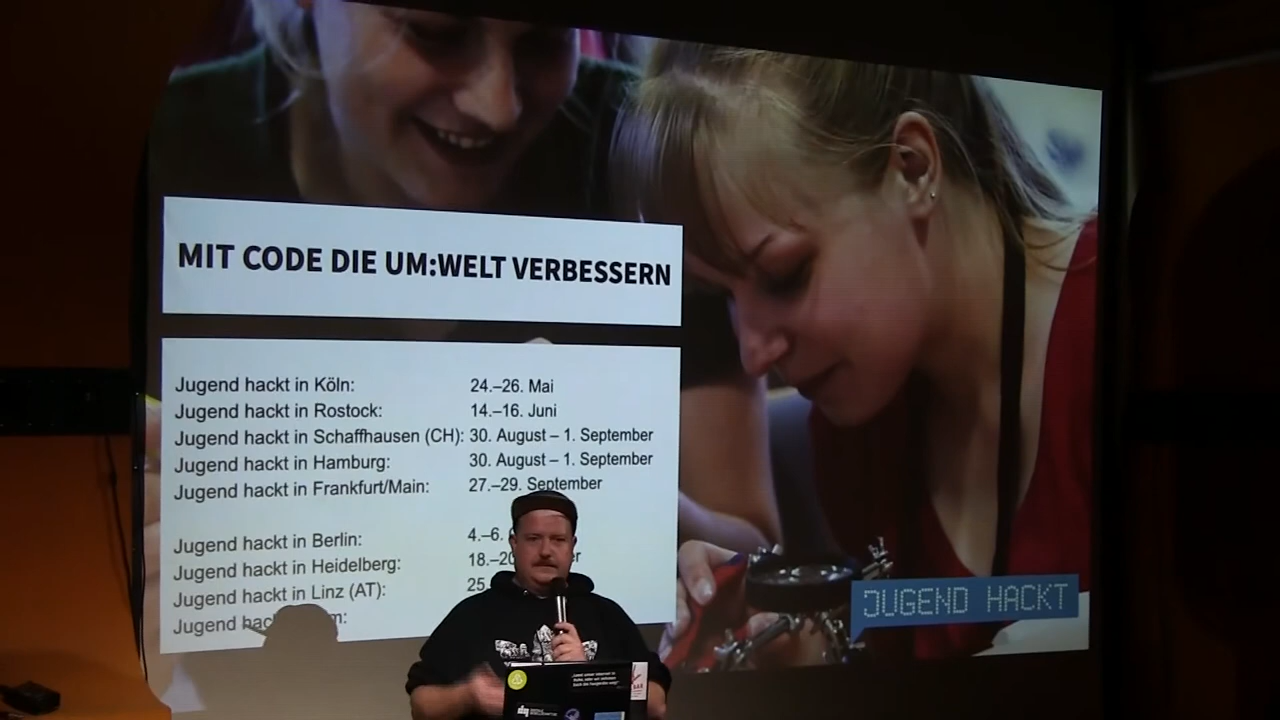 MIT CODE DIE UM:WELT VERBESSERN
Jugend hackt in Köln: 24.–26. Mai
Jugend hackt in Rostock: 14.–16. Juni
Jugend hackt in Schaffhausen (CH): 30. August – 1. September
Jugend hackt in Hamburg: 30. August – 1. September
Jugend hackt in Frankfurt/Main: 27.–29. September
Jugend hackt in Berlin: 4.–6.
Jugend hackt in Heidelberg: 18.–20
Jugend hackt in Linz (AT): 25.
Jugend
JUGEND HACKT